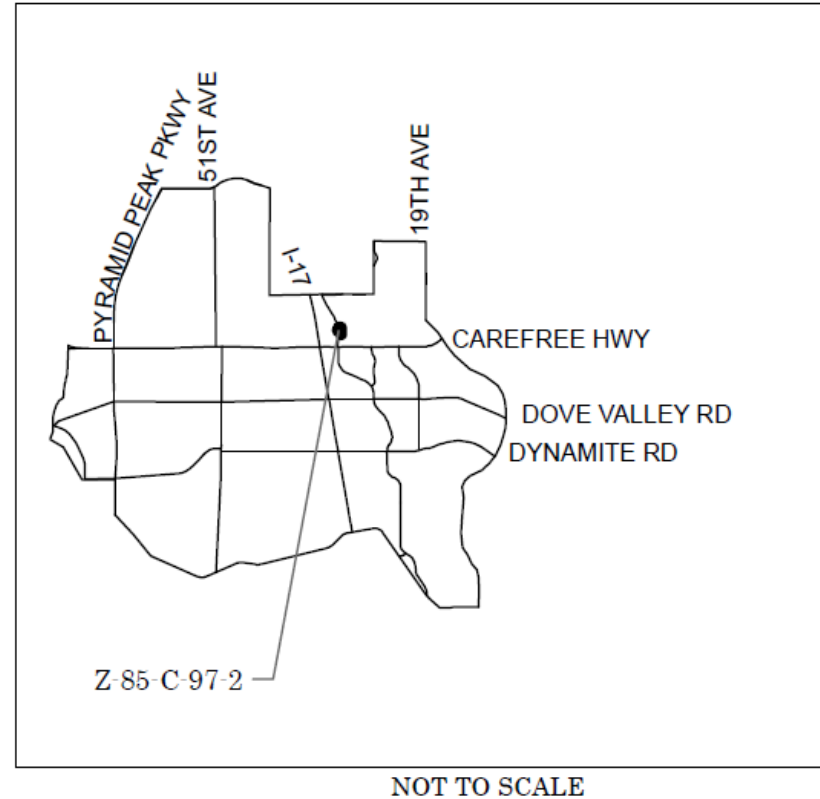 PYRAMID PEAK PKWY
51ST AVE
19TH AVE
I-17
CAREFREE HWY
DOVE VALLEY RD
DYNAMITE RD
Z-85-C-97-2
NOT TO SCALE